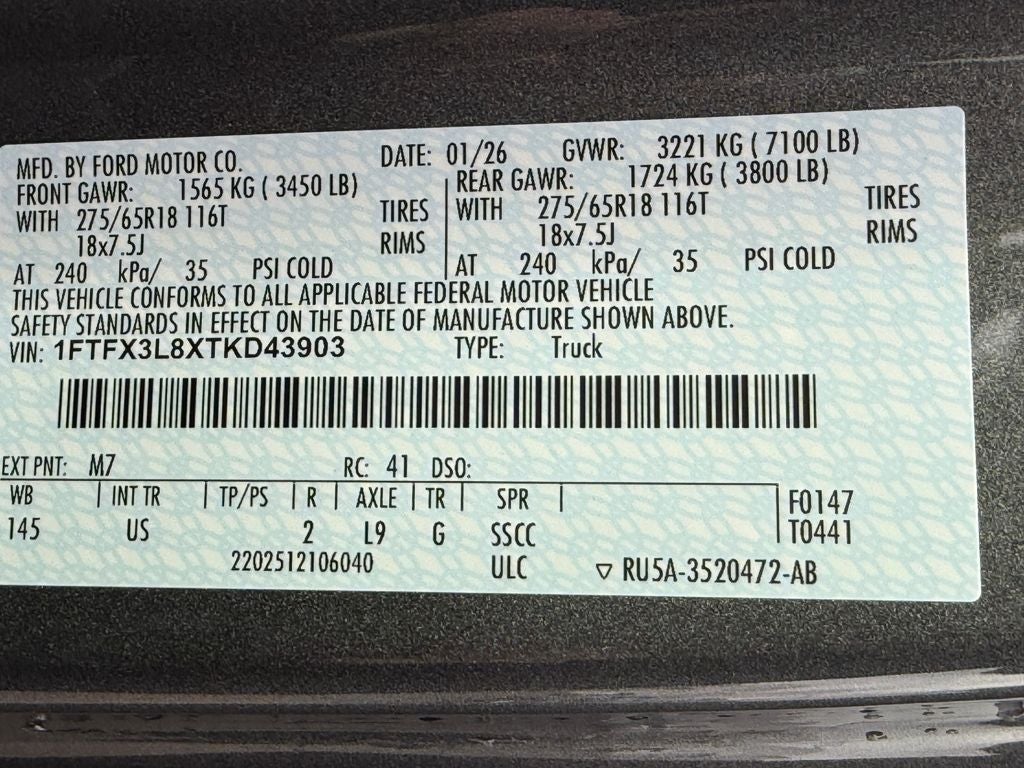 MFD. BY FORD MOTOR CO. DATE: 01/26 GVWR: 3221 KG ( 7100 LB)
FRONT GAWR: 1565 KG ( 3450 LB) REAR GAWR: 1724 KG ( 3800 LB)
WITH 275/65R18 116T TIRES WITH 275/65R18 116T TIRES
18x7.5J RIMS 18x7.5J RIMS
AT 240 kPa/ 35 PSI COLD AT 240 kPa/ 35 PSI COLD
THIS VEHICLE CONFORMS TO ALL APPLICABLE FEDERAL MOTOR VEHICLE
SAFETY STANDARDS IN EFFECT ON THE DATE OF MANUFACTURE SHOWN ABOVE.
VIN: 1FTFX3L8XTKD43903 TYPE: Truck
EXT PNT: M7 RC: 41 DSO:
WB INT TR TP/PS R AXLE TR SPR F0147
145 US 2 L9 G SSCC T0441
2202512106040 ULC ▽ RU5A-3520472-AB